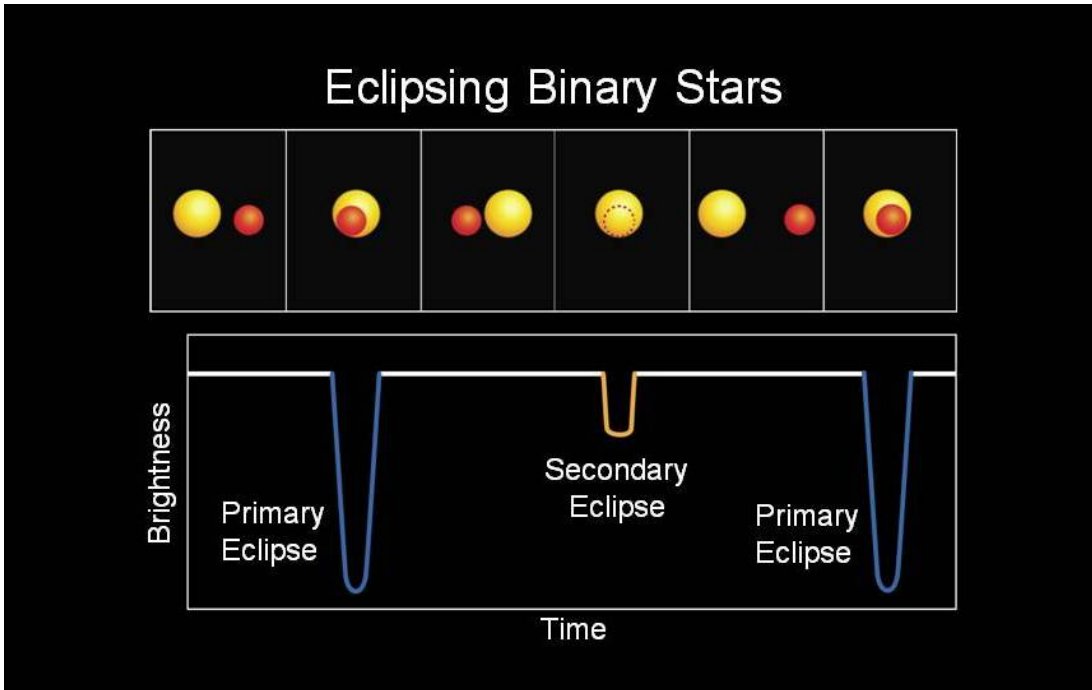 Eclipsing Binary Stars
Brightness
Primary
Eclipse
Secondary
Eclipse
Primary
Eclipse
Time